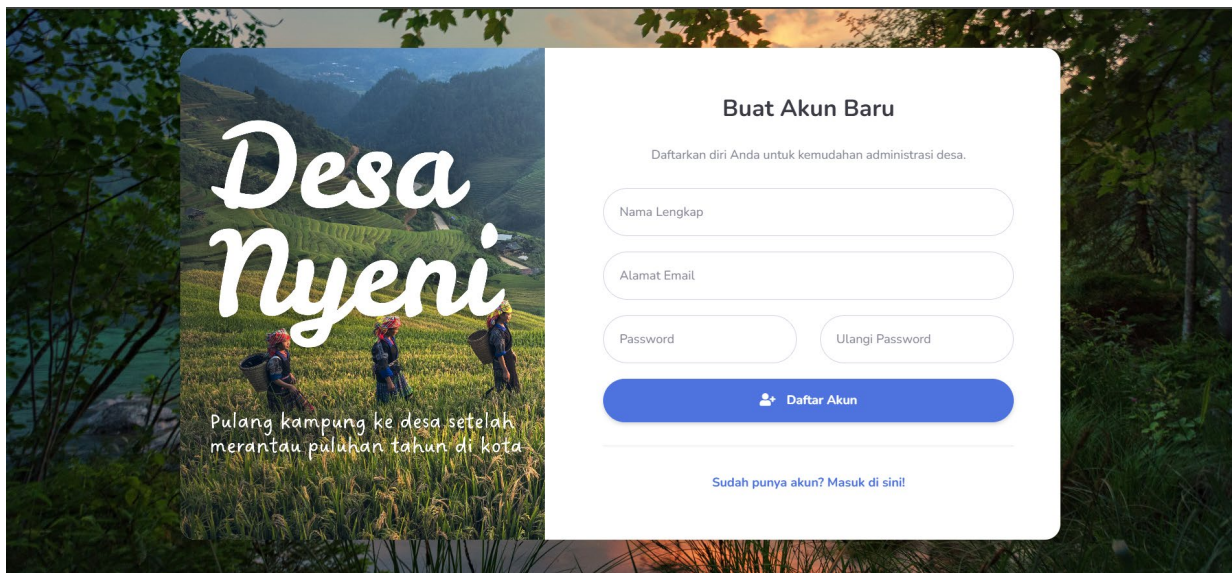 Desa
Nyeni
Pulang kampung ke desa setelah
merantau puluhan tahun di kota
Buat Akun Baru
Daftarkan diri Anda untuk kemudahan administrasi desa.
Nama Lengkap
Alamat Email
Password
Ulangi Password
Daftar Akun
Sudah punya akun? Masuk di sini!